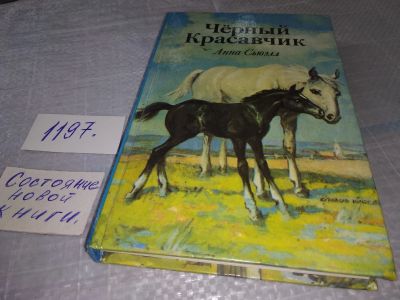 Чёрный
Красавчик
Анна Сьюэлл
1197.
Состояние
новой
книги.